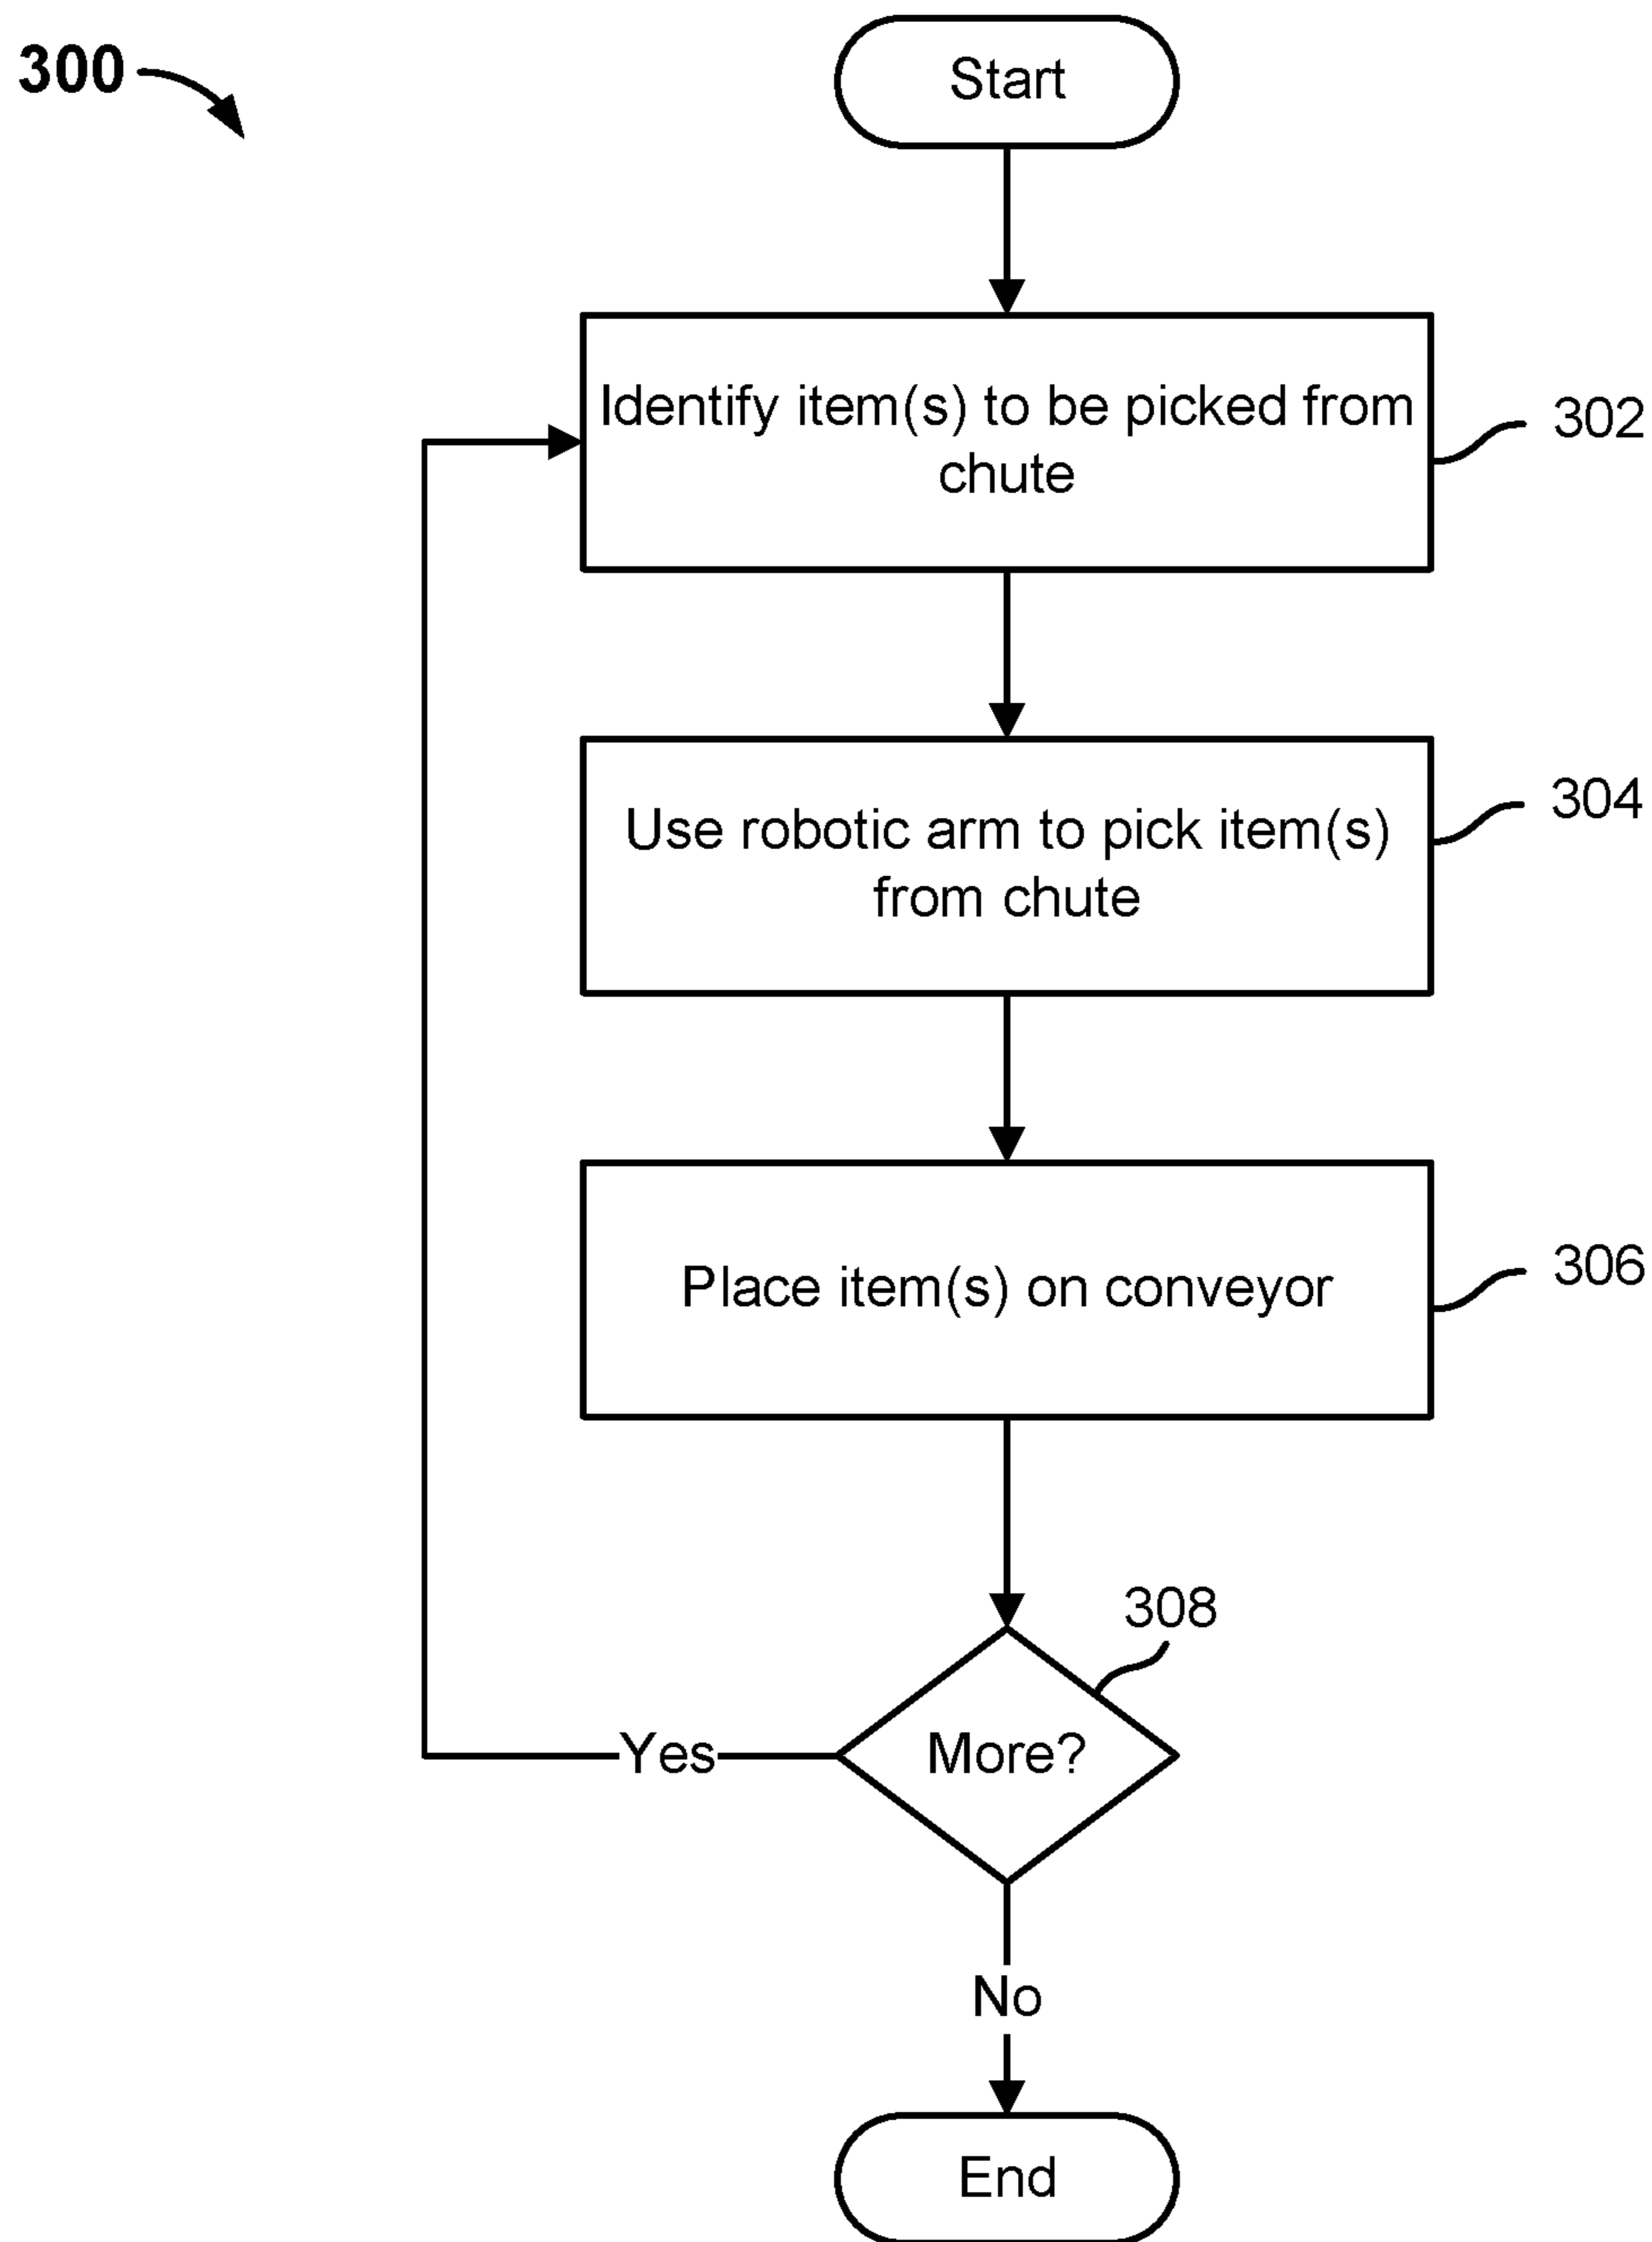 300
Start
Identify item(s) to be picked from
chute
302
Use robotic arm to pick item(s)
from chute
304
Place item(s) on conveyor
306
308
More?
Yes
No
End